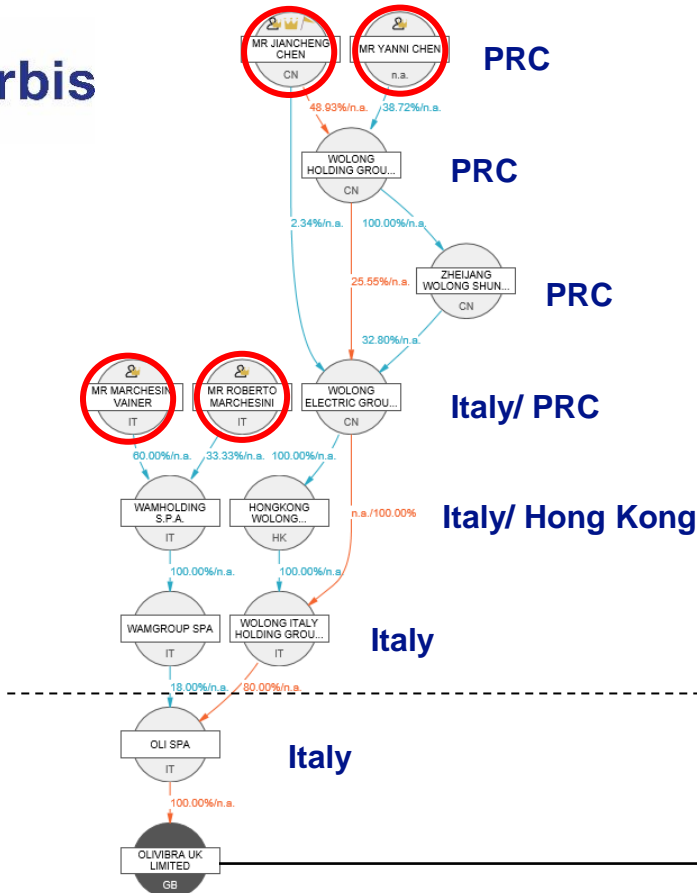 rbis
MR JIANCHENG
CHEN
CN
MR YANNI CHEN
n.a.
PRC
48.93%/n.a.
38.72%/n.a.
WOLONG
HOLDING GROU...
CN
PRC
2.34%/n.a.
100.00%/n.a.
25.55%/n.a.
ZHEIJANG
WOLONG SHUN...
CN
PRC
32.80%/n.a.
MR MARCHESIN
VAINER
IT
MR ROBERTO
MARCHESINI
IT
WOLONG
ELECTRIC GROU...
CN
Italy/ PRC
60.00%/n.a.
33.33%/n.a.
100.00%/n.a.
WAMHOLDING
S.P.A.
IT
HONGKONG
WOLONG...
HK
n.a./100.00%
Italy/ Hong Kong
100.00%/n.a.
100.00%/n.a.
WAMGROUP SPA
IT
WOLONG ITALY
HOLDING GROU...
IT
Italy
18.00%/n.a.
80.00%/n.a.
OLI SPA
IT
Italy
100.00%/n.a.
OLIVIBRA UK
LIMITED
GB